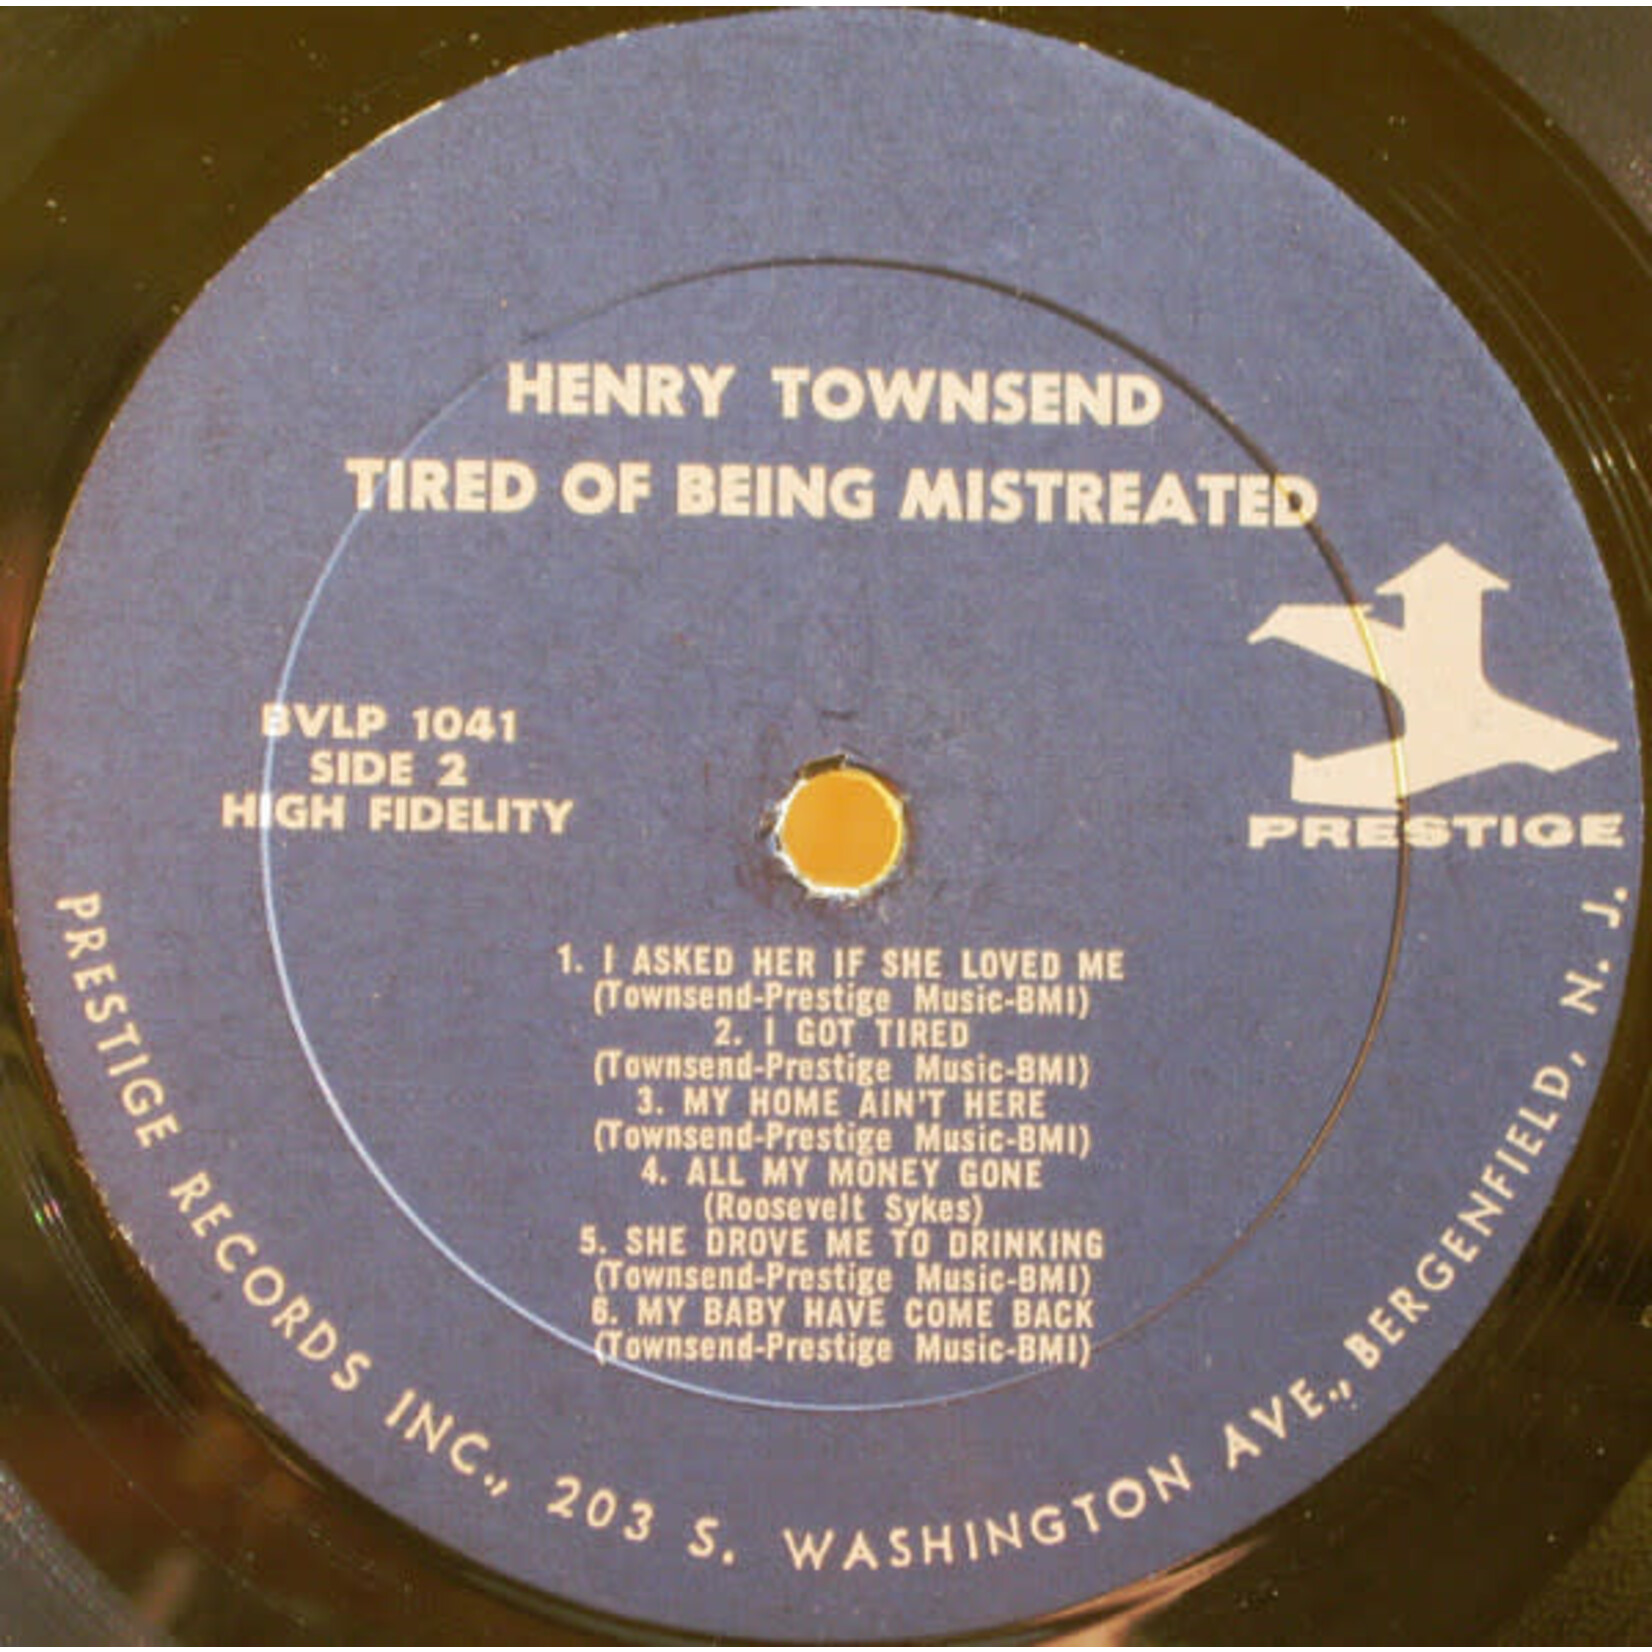 HENRY TOWNSEND
TIRED OF BEING MISTREATED
BVLP 1041
SIDE 2
HIGH FIDELITY
PRESTIGE
1. I ASKED HER IF SHE LOVED ME
(Townsend-Prestige Music-BMI)
2. I GOT TIRED
(Townsend-Prestige Music-BMI)
3. MY HOME AIN'T HERE
(Townsend-Prestige Music-BMI)
4. ALL MY MONEY GONE
(Roosevelt Sykes)
5. SHE DROVE ME TO DRINKING
(Townsend-Prestige Music-BMI)
6. MY BABY HAVE COME BACK
(Townsend-Prestige Music-BMI)
PRESTIGE RECORDS INC., 203 S. WASHINGTON AVE., BERGENFIELD, N. J.